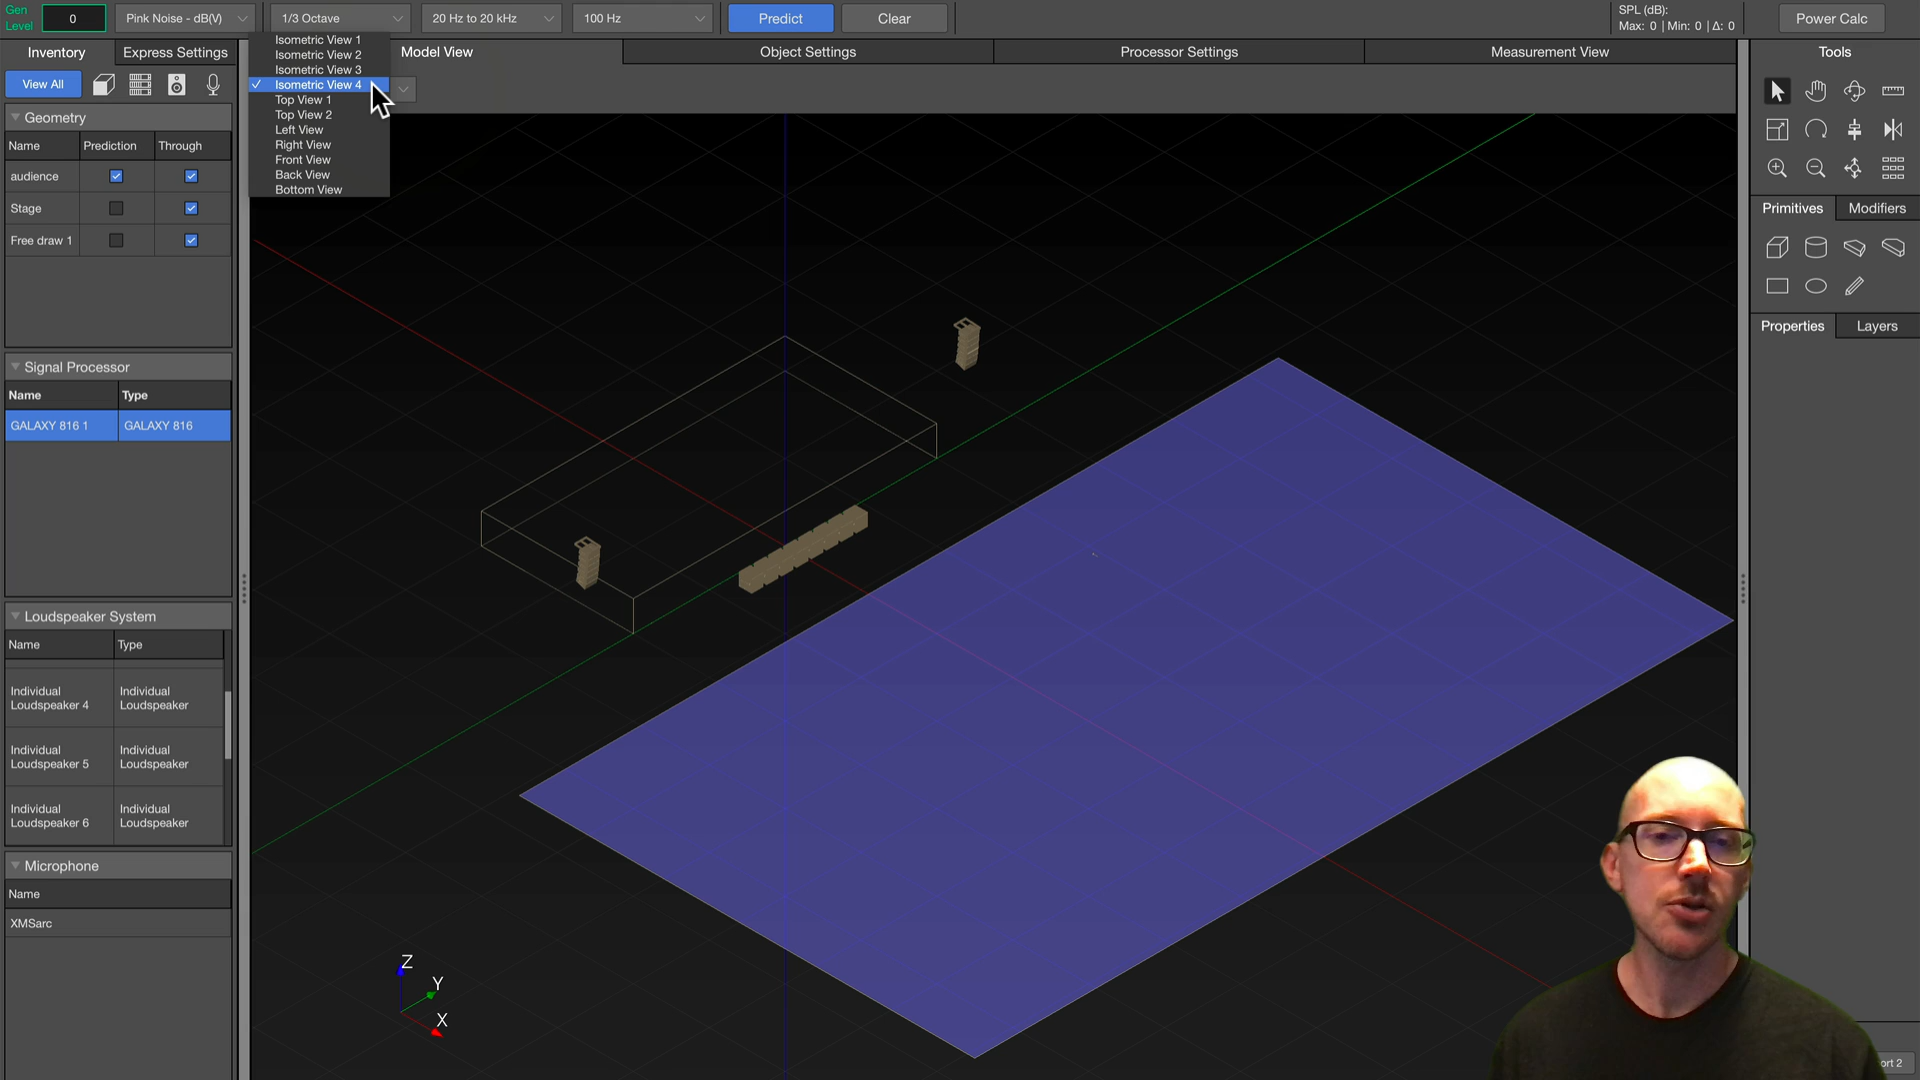 Gen
Level
0
Pink Noise - dB(V)
1/3 Octave
20 Hz to 20 kHz
100 Hz
Predict
Clear
SPL (dB):
Max: 0 | Min: 0 | Δ: 0
Power Calc
Inventory
Express Settings
Model View
Object Settings
Processor Settings
Measurement View
Tools
View All
Isometric View 1
Isometric View 2
Isometric View 3
✓ Isometric View 4
Top View 1
Top View 2
Left View
Right View
Front View
Back View
Bottom View
Geometry
Name Prediction Through
audience
Stage
Free draw 1
Signal Processor
Name Type
GALAXY 816 1 GALAXY 816
Loudspeaker System
Name Type
Individual
Loudspeaker 4
Individual
Loudspeaker
Individual
Loudspeaker 5
Individual
Loudspeaker
Individual
Loudspeaker 6
Individual
Loudspeaker
Microphone
Name
XMSarc
Z
Y
X
Primitives
Modifiers
Properties
Layers
ort 2